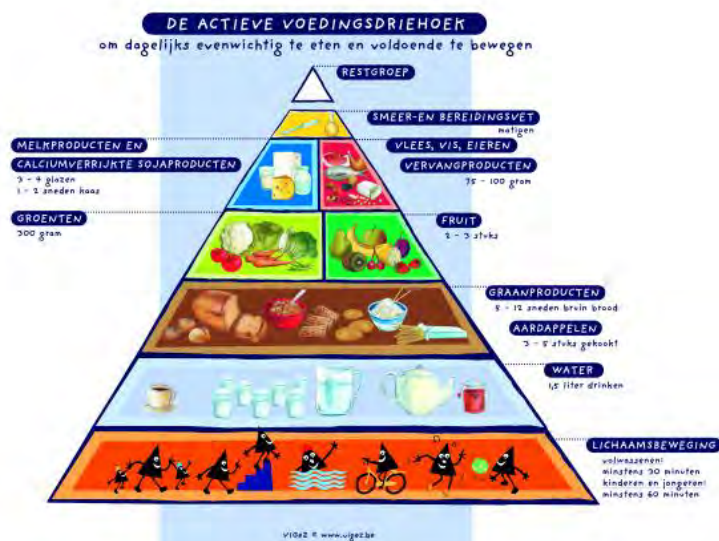 DE ACTIEVE VOEDINGSDRIEHOEK
om dagelijks evenwichtig te eten en voldoende te bewegen
RESTGROEP
SMEER-EN BEREIDINGSVET
matigen
MELKPRODUCTEN EN
CALCIUMVERRIJKTE SOJAPRODUCTEN
3 - 4 glazen
1 - 2 sneden kaas
VLEES, VIS, EIEREN
VERVANGPRODUCTEN
75 - 100 gram
GROENTEN
300 gram
FRUIT
2 - 3 stuks
GRAANPRODUCTEN
5 - 12 sneden bruin brood
AARDAPPELEN
3 - 5 stuks gekookt
WATER
1,5 liter drinken
LICHAAMSBEWEGING
volwassenen:
minstens 30 minuten
kinderen en jongeren:
minstens 60 minuten
VIGeZ © www.vigez.be